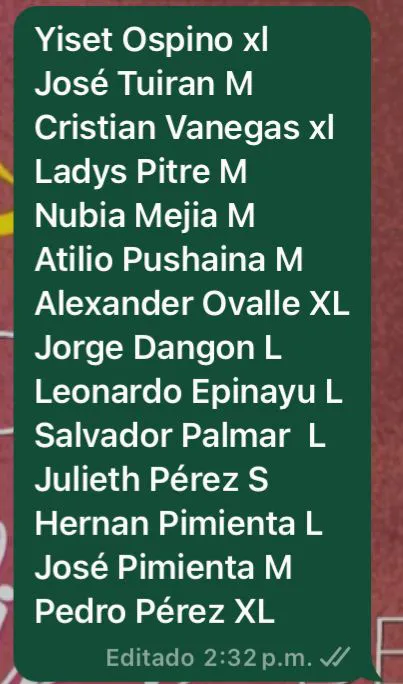 Yiset Ospino xl
José Tuiran M
Cristian Vanegas xl
Ladys Pitre M
Nubia Mejia M
Atilio Pushaina M
Alexander Ovalle XL
Jorge Dangon L
Leonardo Epinayu L
Salvador Palmar  L
Julieth Pérez S
Hernan Pimienta L
José Pimienta M
Pedro Pérez XL
Editado 2:32 p.m.